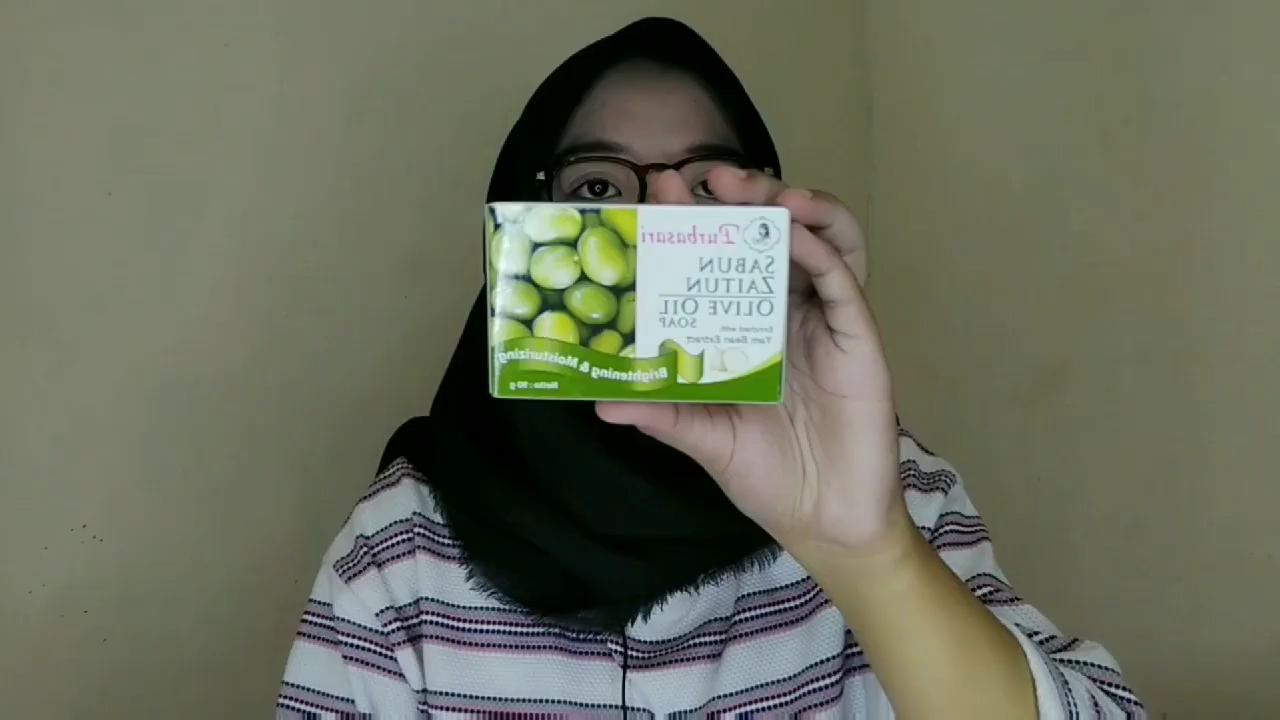 Purbasari
SABUN
ZAITUN
OLIVE OIL
SOAP
Enriched with
Yam Bean Extract
Brightening & Moisturizing
Netto : 90 g